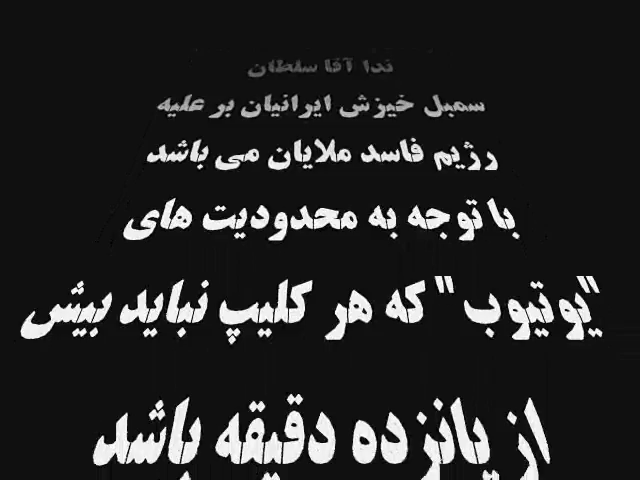 ندا آقا سلطان
سمبل خیزش ایرانیان بر علیه
رژیم فاسد ملایان می باشد
با توجه به محدودیت های
"یوتیوب" که هر کلیپ نباید بیش
از پانزده دقیقه باشد